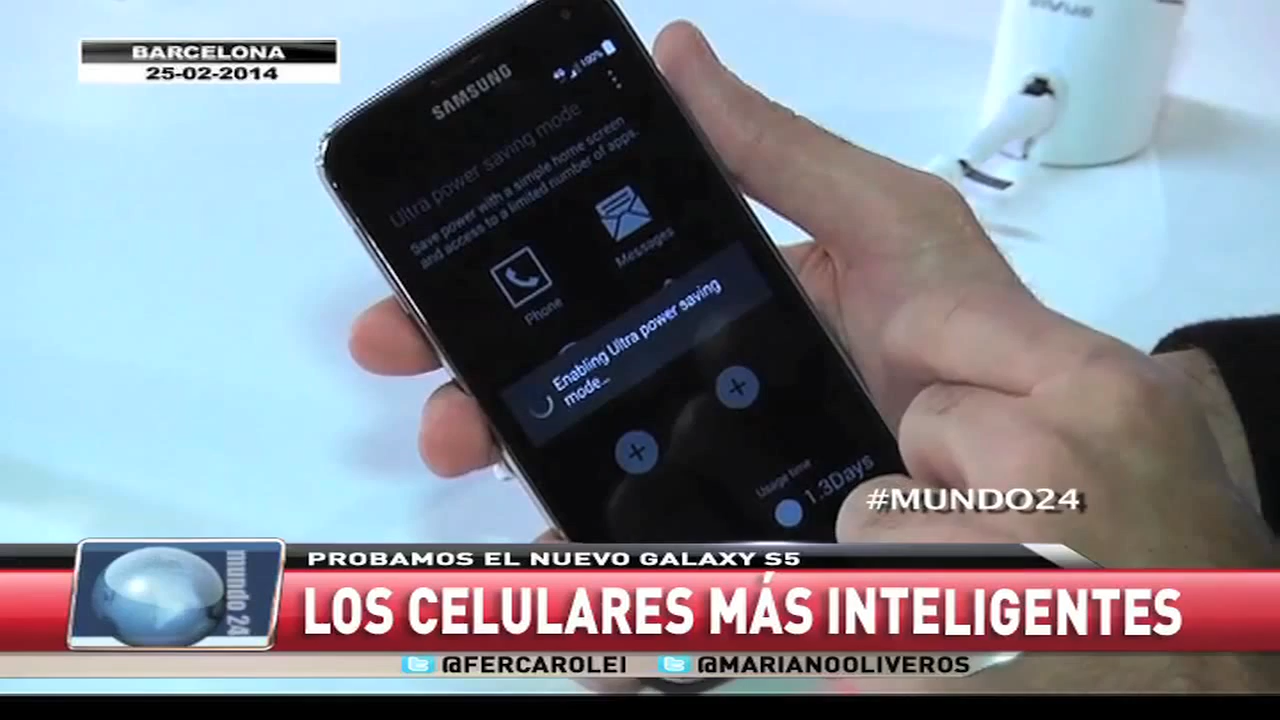 BARCELONA
25-02-2014
SAMSUNG
4G 100%
Ultra power saving mode
Save power with a simple home screen
and access to a limited number of apps.
Phone
Messages
Enabling Ultra power saving
mode...
Usage time
1.3Days
#MUNDO24
mundo 24
PROBAMOS EL NUEVO GALAXY S5
LOS CELULARES MÁS INTELIGENTES
@FERCAROLEI @MARIANOOLIVEROS